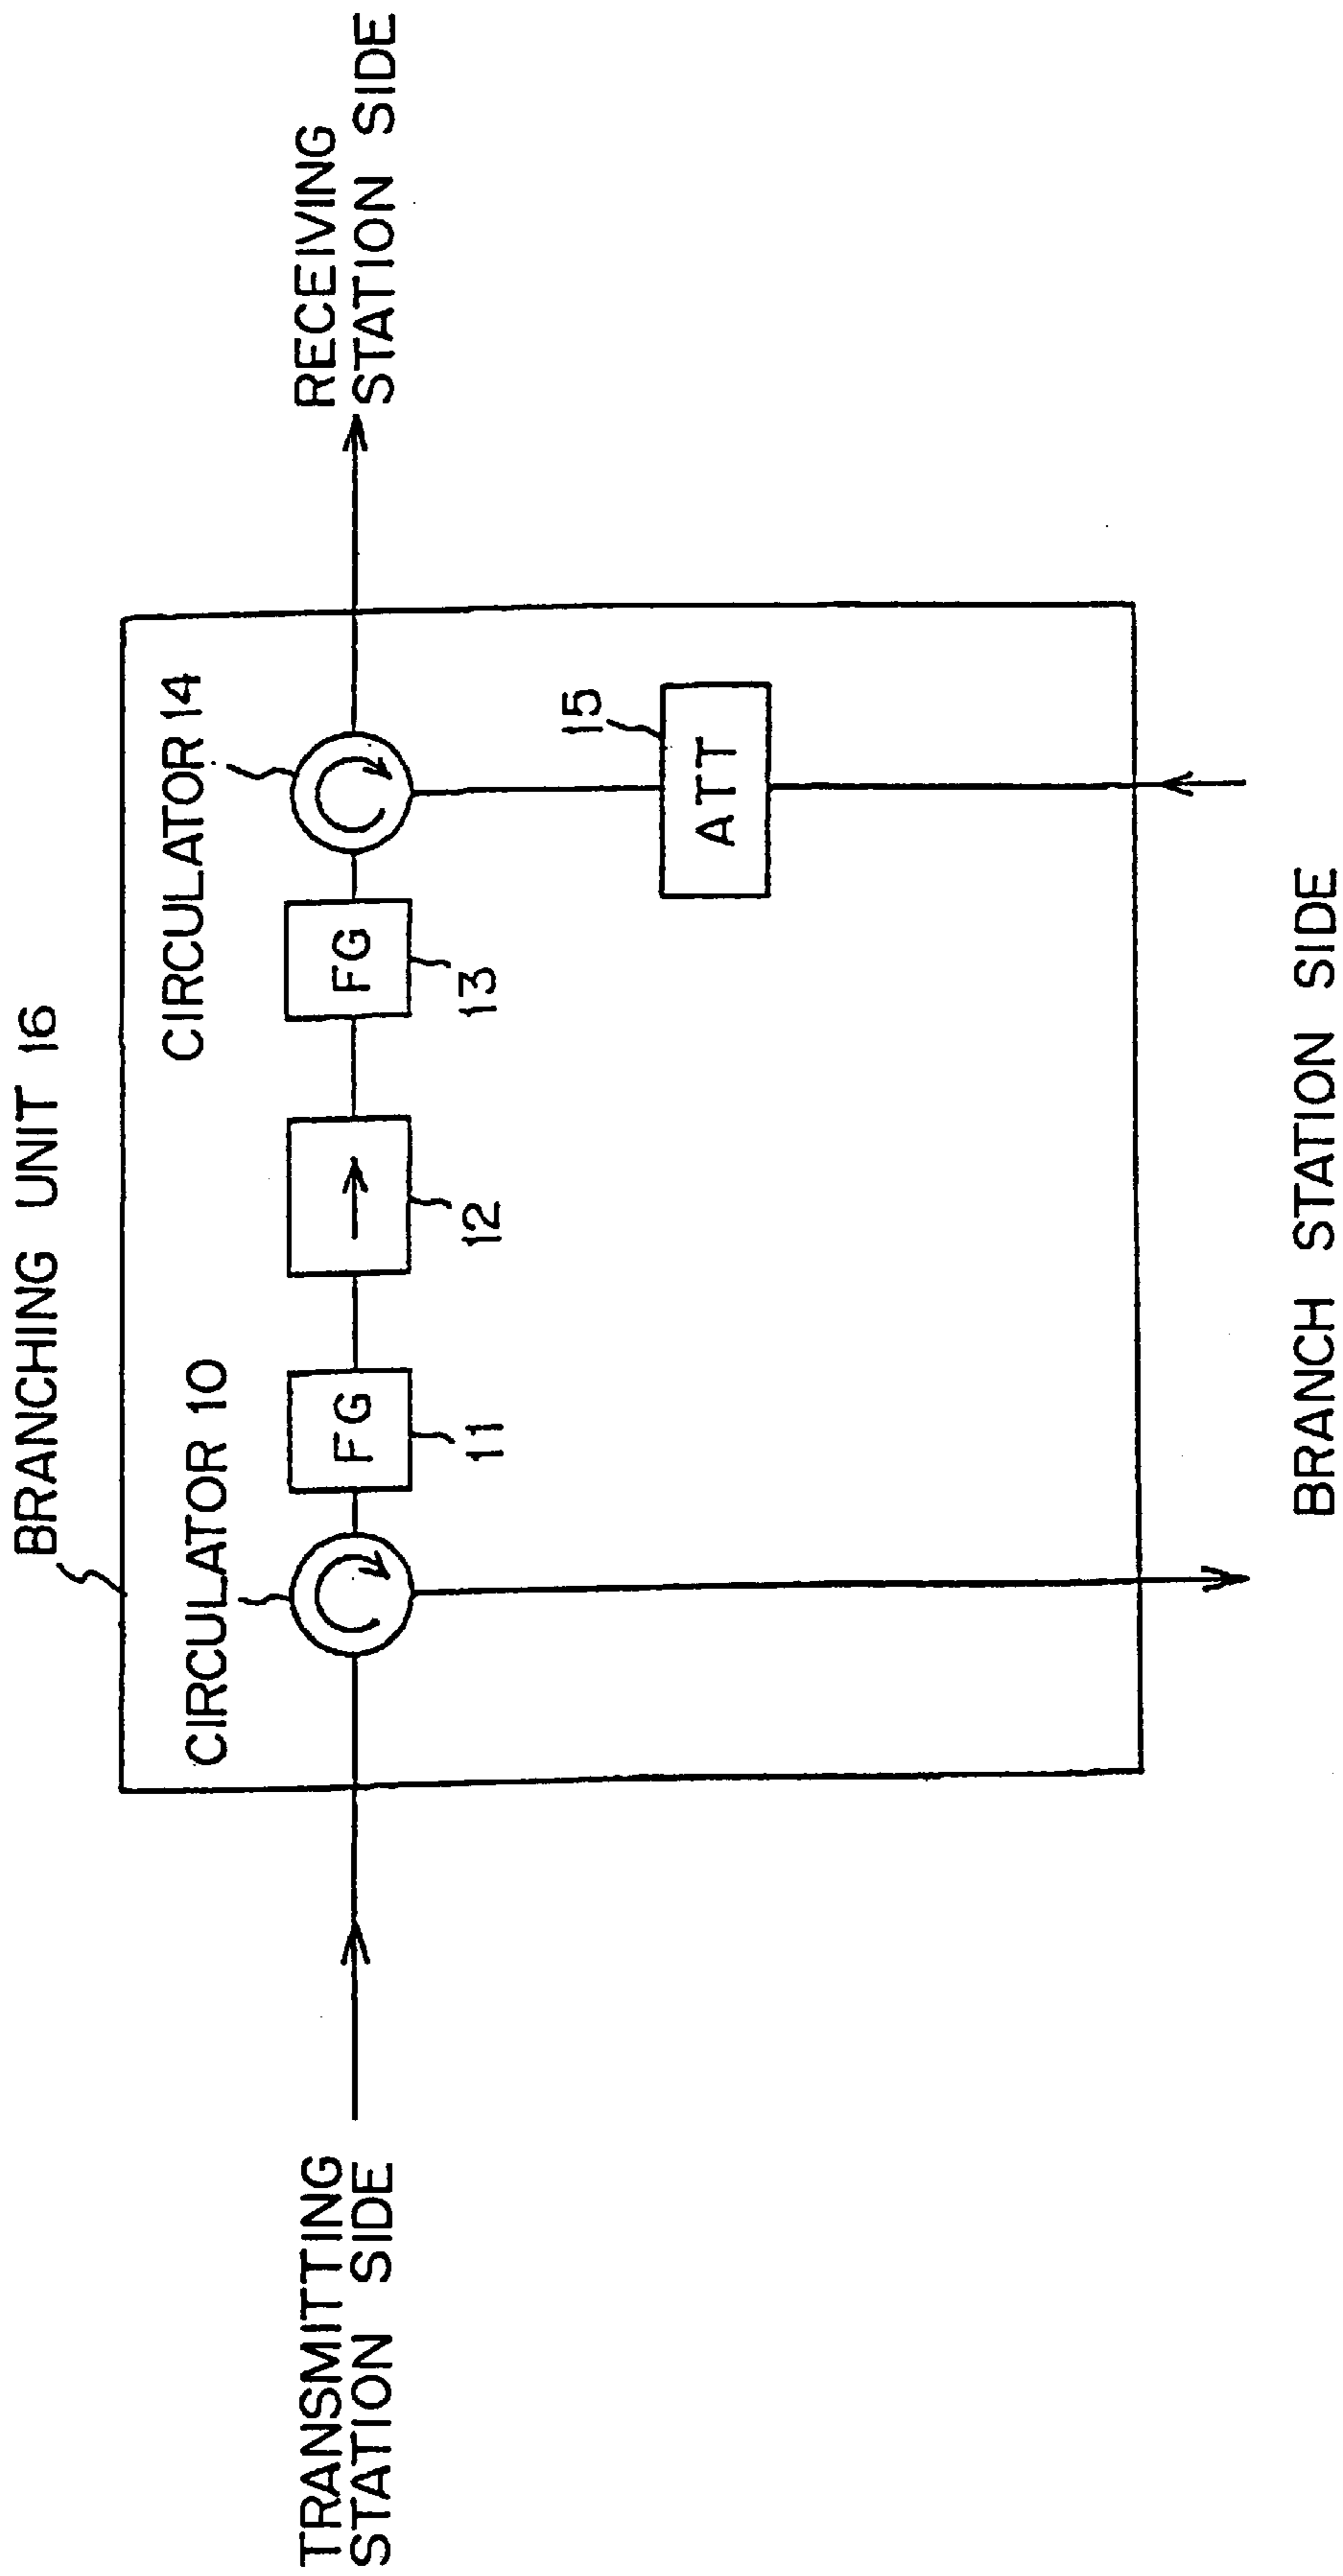 BRANCHING UNIT 16
CIRCULATOR 10
CIRCULATOR 14
TRANSMITTING
STATION SIDE
RECEIVING
STATION SIDE
FG
FG
11
12
13
15
ATT
BRANCH STATION SIDE